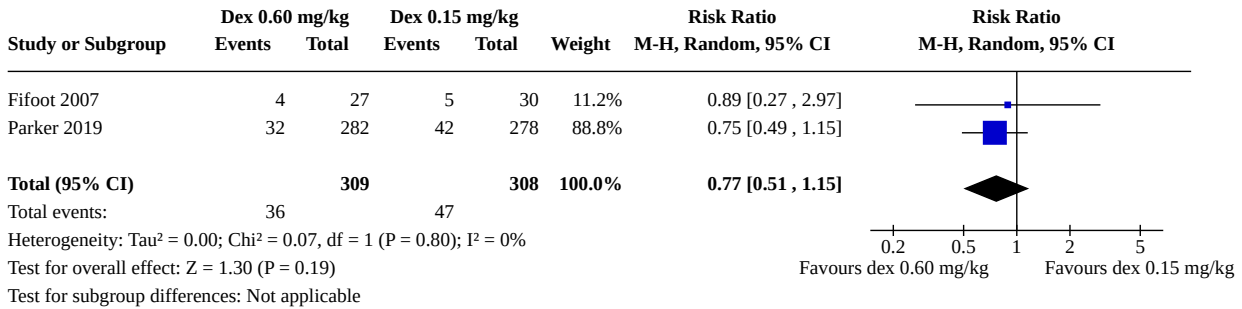 Dex 0.60 mg/kg Dex 0.15 mg/kg Risk Ratio Risk Ratio
Study or Subgroup Events Total Events Total Weight M-H, Random, 95% CI M-H, Random, 95% CI
Fifoot 2007 4 27 5 30 11.2% 0.89 [0.27 , 2.97]
Parker 2019 32 282 42 278 88.8% 0.75 [0.49 , 1.15]
Total (95% CI) 309 308 100.0% 0.77 [0.51 , 1.15]
Total events: 36 47
Heterogeneity: Tau² = 0.00; Chi² = 0.07, df = 1 (P = 0.80); I² = 0%
0.2 0.5 1 2 5
Test for overall effect: Z = 1.30 (P = 0.19) Favours dex 0.60 mg/kg Favours dex 0.15 mg/kg
Test for subgroup differences: Not applicable